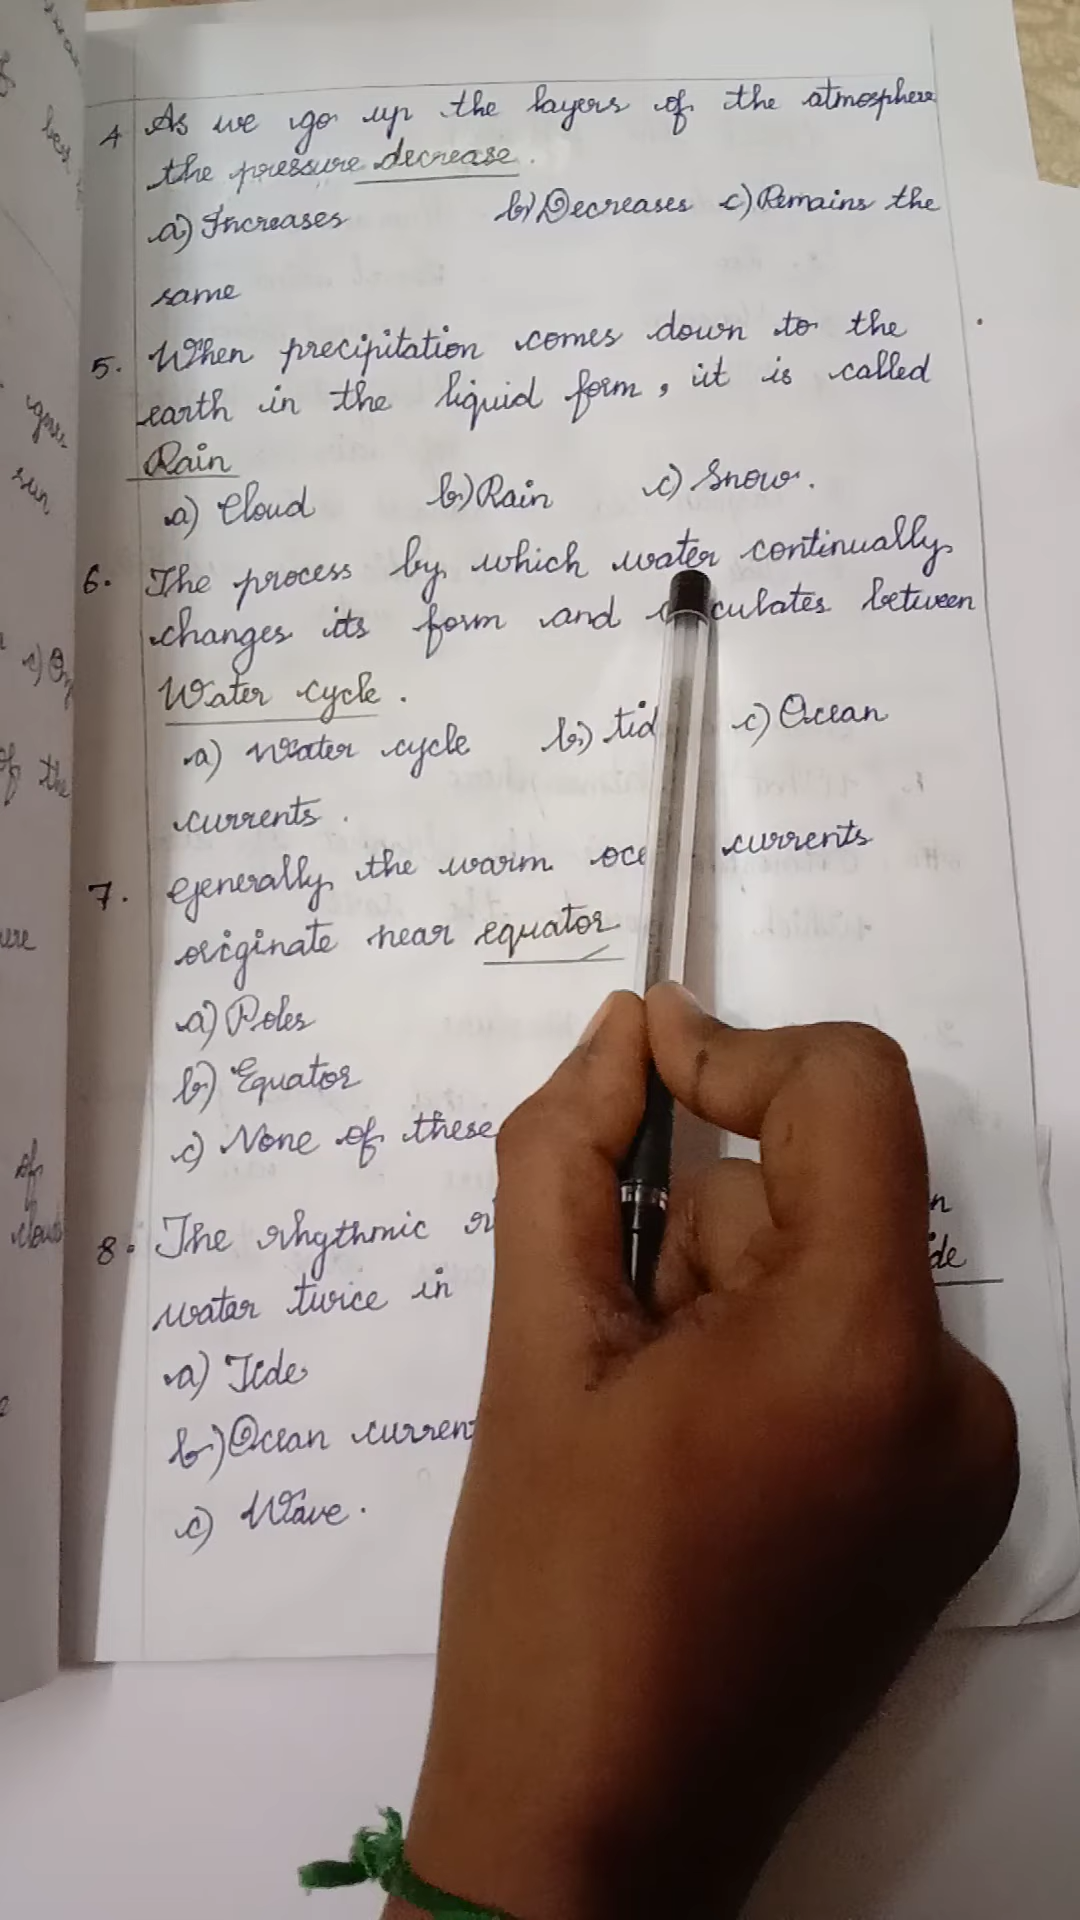 4 As we go up the layers of the atmosphere
the pressure decrease.
a) Increases b) Decreases c) Remains the
same
5. When precipitation comes down to the
earth in the liquid form, it is called
Rain
a) Cloud b) Rain c) Snow.
6. The process by which water continually
changes its form and between
Water cycle.
a) Water cycle b) c) Ocean
currents.
7. Generally the warm currents
originate near equator
a) Poles
b) Equator
c) None of these
8. The rhythmic
water twice in
a) Tide
b) Ocean
c) Wave.
of the
of